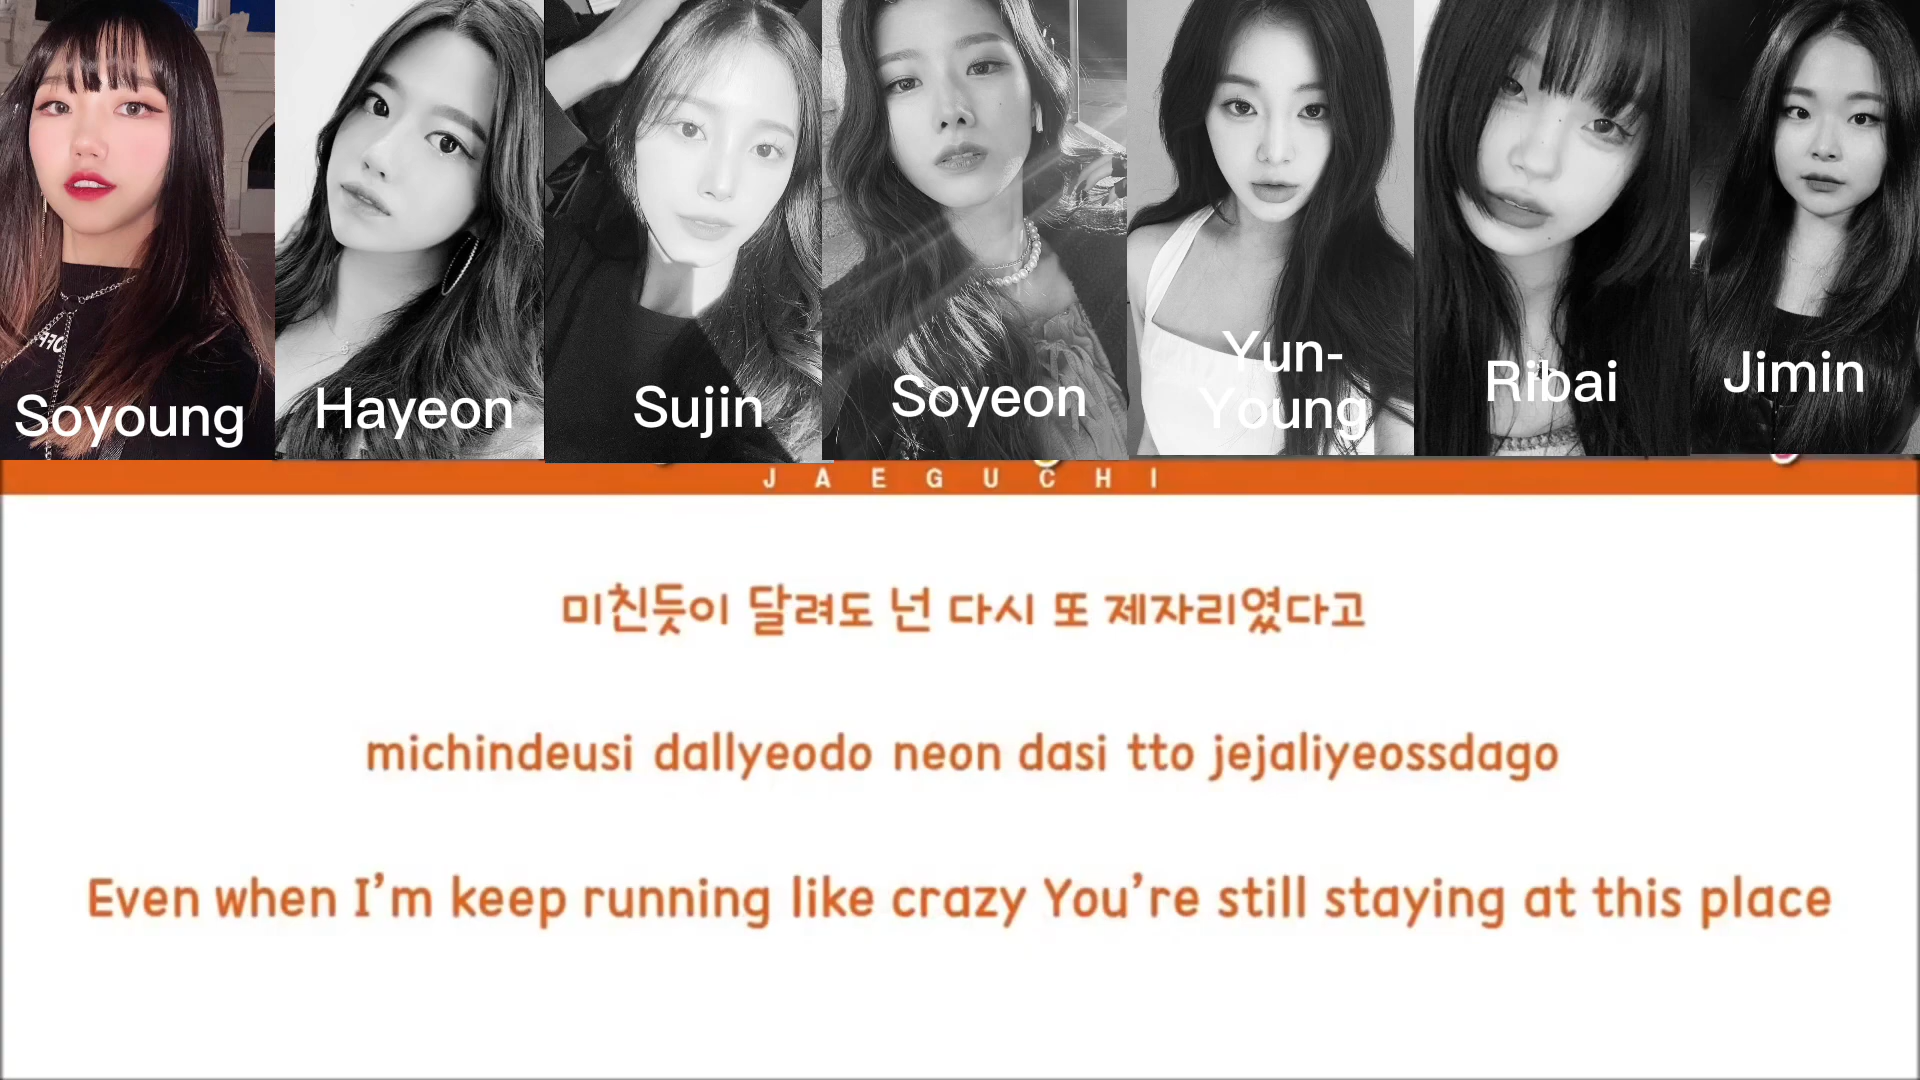 Soyoung
Hayeon
Sujin
Soyeon
Yun-
Young
Ribai
Jimin
JAEGUCHI
미친듯이 달려도 넌 다시 또 제자리였다고
michindeusi dallyeodo neon dasi tto jejaliyeossdago
Even when I'm keep running like crazy You're still staying at this place